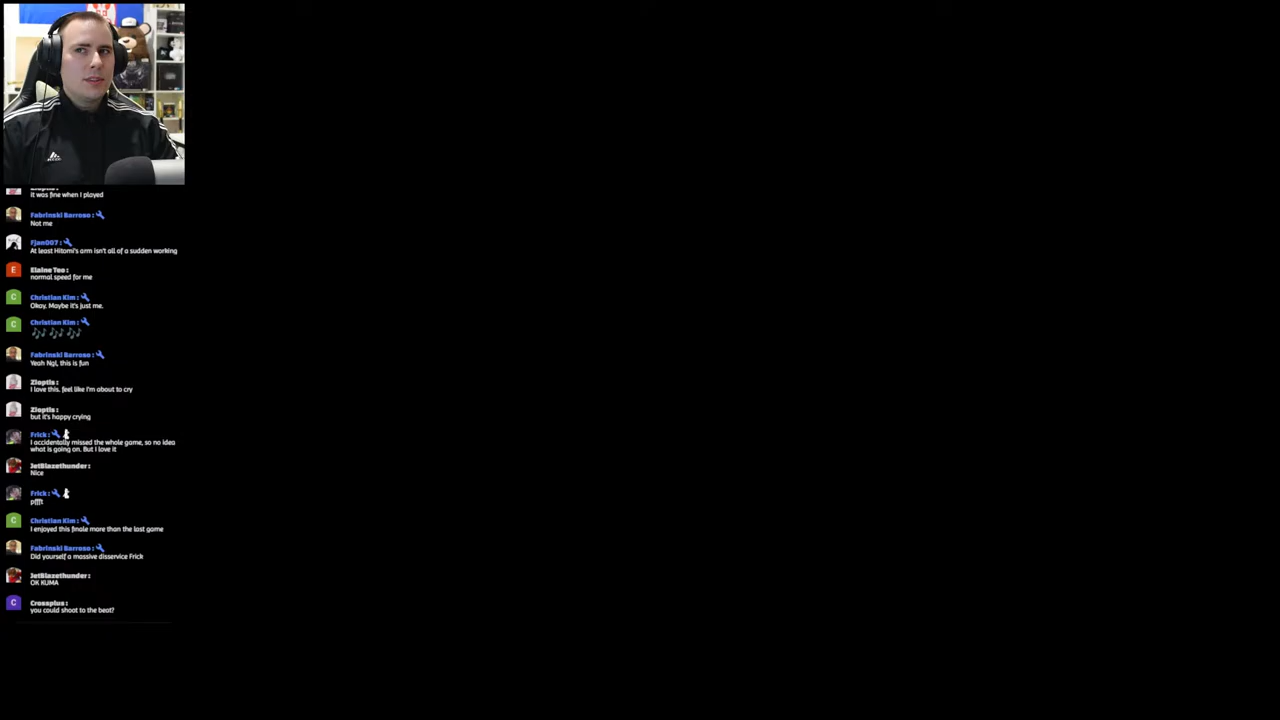 it was fine when I played
Fabrinski Barroso :
Not me
Fjan007 :
At least Hitomi's arm isn't all of a sudden working
E
Elaine Teo :
normal speed for me
C
Christian Kim :
Okay. Maybe it's just me.
C
Christian Kim :
Fabrinski Barroso :
Yeah Ngl, this is fun
Zioptis :
I love this. feel like I'm about to cry
Zioptis :
but it's happy crying
Frick :
I accidentally missed the whole game, so no idea
what is going on. But I love it
JetBlazethunder :
Nice
Frick :
pffft
C
Christian Kim :
I enjoyed this finale more than the last game
Fabrinski Barroso :
Did yourself a massive disservice Frick
JetBlazethunder :
OK KUMA
C
Crossplus :
you could shoot to the beat?